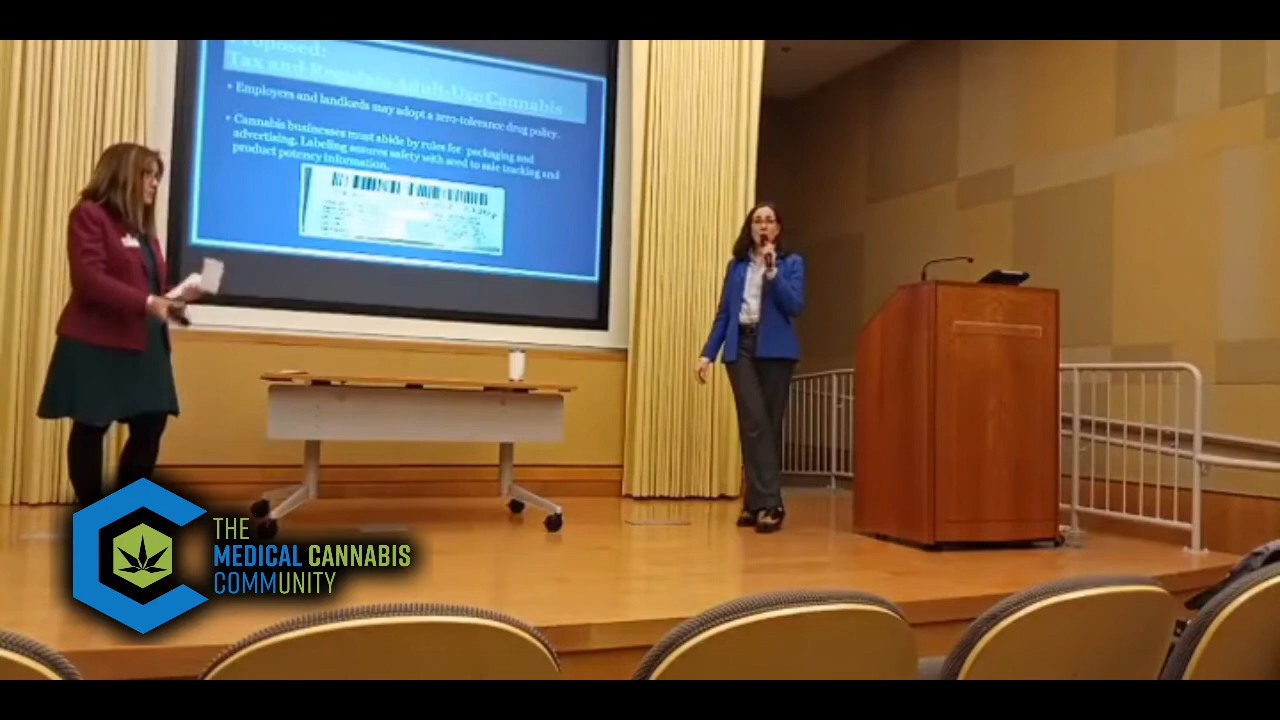 Proposed:
Tax and Regulate Adult-Use Cannabis
• Employers and landlords may adopt a zero-tolerance drug policy.
• Cannabis businesses must abide by rules for packaging and
advertising. Labeling assures safety with seed to sale tracking and
product potency information.
THE
MEDICAL CANNABIS
COMMUNITY